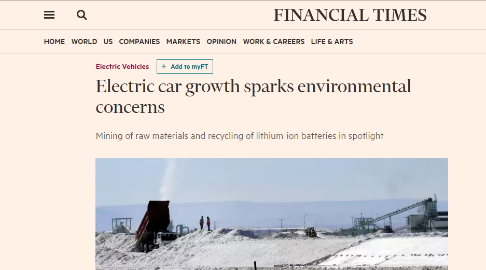 FINANCIAL TIMES
HOME WORLD US COMPANIES MARKETS OPINION WORK & CAREERS LIFE & ARTS
Electric Vehicles + Add to myFT
Electric car growth sparks environmental
concerns
Mining of raw materials and recycling of lithium-ion batteries in spotlight